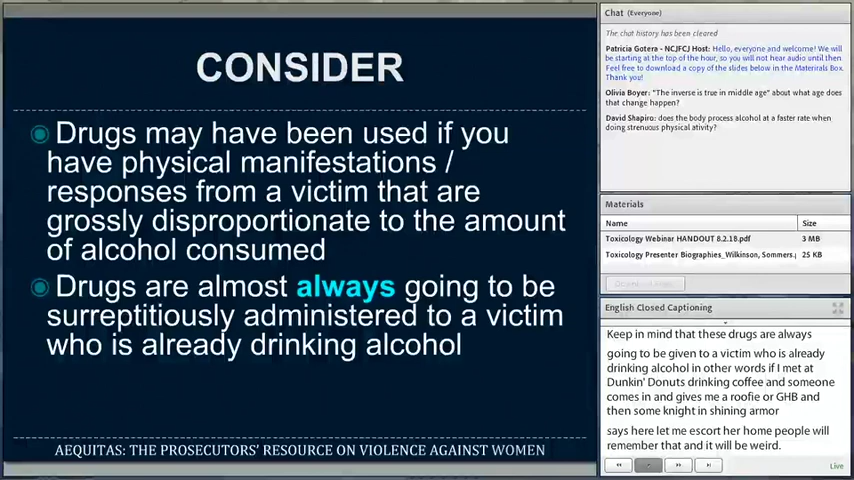 CONSIDER
Drugs may have been used if you
have physical manifestations /
responses from a victim that are
grossly disproportionate to the amount
of alcohol consumed
Drugs are almost always going to be
surreptitiously administered to a victim
who is already drinking alcohol
AEQUITAS: THE PROSECUTORS' RESOURCE ON VIOLENCE AGAINST WOMEN
Chat (Everyone)
The chat history has been cleared
Patricia Gotera - NCJFCJ Host: Hello, everyone and welcome! We will
be starting at the top of the hour, so you will not hear audio until then.
Feel free to download a copy of the slides below in the Materirals Box.
Thank you!
Olivia Boyer: "The inverse is true in middle age" about what age does
that change happen?
David Shapiro: does the body process alcohol at a faster rate when
doing strenuous physical ativity?
Materials
Name Size
Toxicology Webinar HANDOUT 8.2.18.pdf 3 MB
Toxicology Presenter Biographies_Wilkinson, Sommers.p 25 KB
English Closed Captioning
Keep in mind that these drugs are always
going to be given to a victim who is already
drinking alcohol in other words if I met at
Dunkin' Donuts drinking coffee and someone
comes in and gives me a roofie or GHB and
then some knight in shining armor
says here let me escort her home people will
remember that and it will be weird.
Live